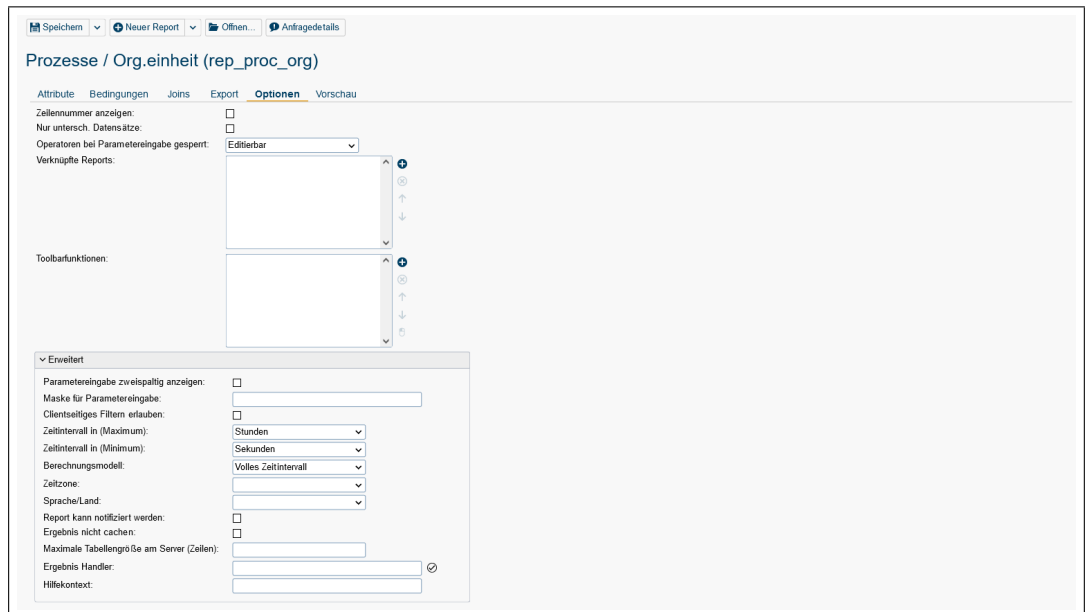 Speichern Neuer Report Öffnen... Anfragedetails
Prozesse / Org.einheit (rep_proc_org)
Attribute Bedingungen Joins Export Optionen Vorschau
Zeilennummer anzeigen:
Nur untersch. Datensätze:
Operatoren bei Parametereingabe gesperrt: Editierbar
Verknüpfte Reports:
Toolbarfunktionen:
Erweitert
Parametereingabe zweispaltig anzeigen:
Maske für Parametereingabe:
Clientseitiges Filtern erlauben:
Zeitintervall in (Maximum): Stunden
Zeitintervall in (Minimum): Sekunden
Berechnungsmodell: Volles Zeitintervall
Zeitzone:
Sprache/Land:
Report kann notifiziert werden:
Ergebnis nicht cachen:
Maximale Tabellengröße am Server (Zeilen):
Ergebnis Handler:
Hilfekontext: